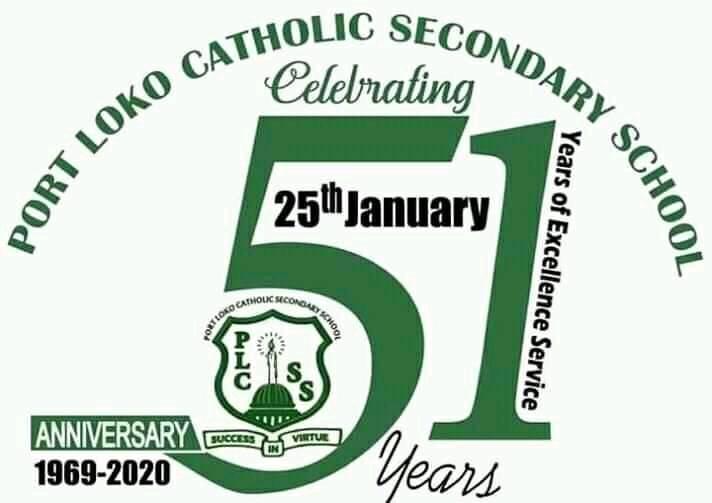 PORT LOKO CATHOLIC SECONDARY SCHOOL
Celebrating
51
Years of Excellence Service
25th January
PORT LOKO CATHOLIC SECONDARY SCHOOL
PLC
SS
SUCCESS IN VIRTUE
ANNIVERSARY
1969-2020
Years